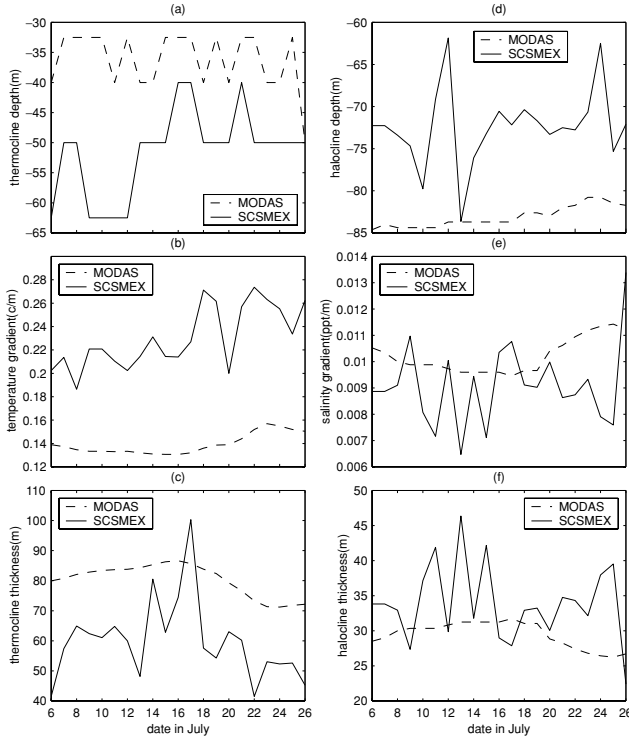 (a)
thermocline depth(m)
-30
-35
-40
-45
-50
-55
-60
-65
MODAS
SCSMEX
(d)
halocline depth(m)
-60
-65
-70
-75
-80
-85
MODAS
SCSMEX
(b)
temperature gradient(c/m)
0.28
0.26
0.24
0.22
0.2
0.18
0.16
0.14
0.12
MODAS
SCSMEX
(e)
salinity gradient(ppt/m)
0.014
0.013
0.012
0.011
0.010
0.009
0.008
0.007
0.006
MODAS
SCSMEX
(c)
thermocline thickness(m)
110
100
90
80
70
60
50
40
MODAS
SCSMEX
6 8 10 12 14 16 18 20 22 24 26
date in July
(f)
halocline thickness(m)
50
45
40
35
30
25
20
MODAS
SCSMEX
6 8 10 12 14 16 18 20 22 24 26
date in July